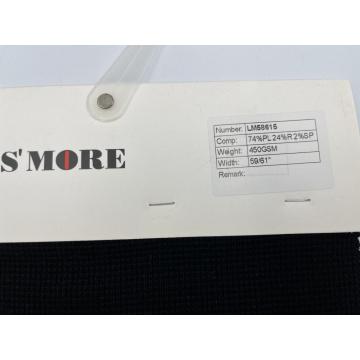 S'MORE
Number: LM58615
Comp: 74%PL 24%R 2%SP
Weight: 450GSM
Width: 59/61"
Remark: